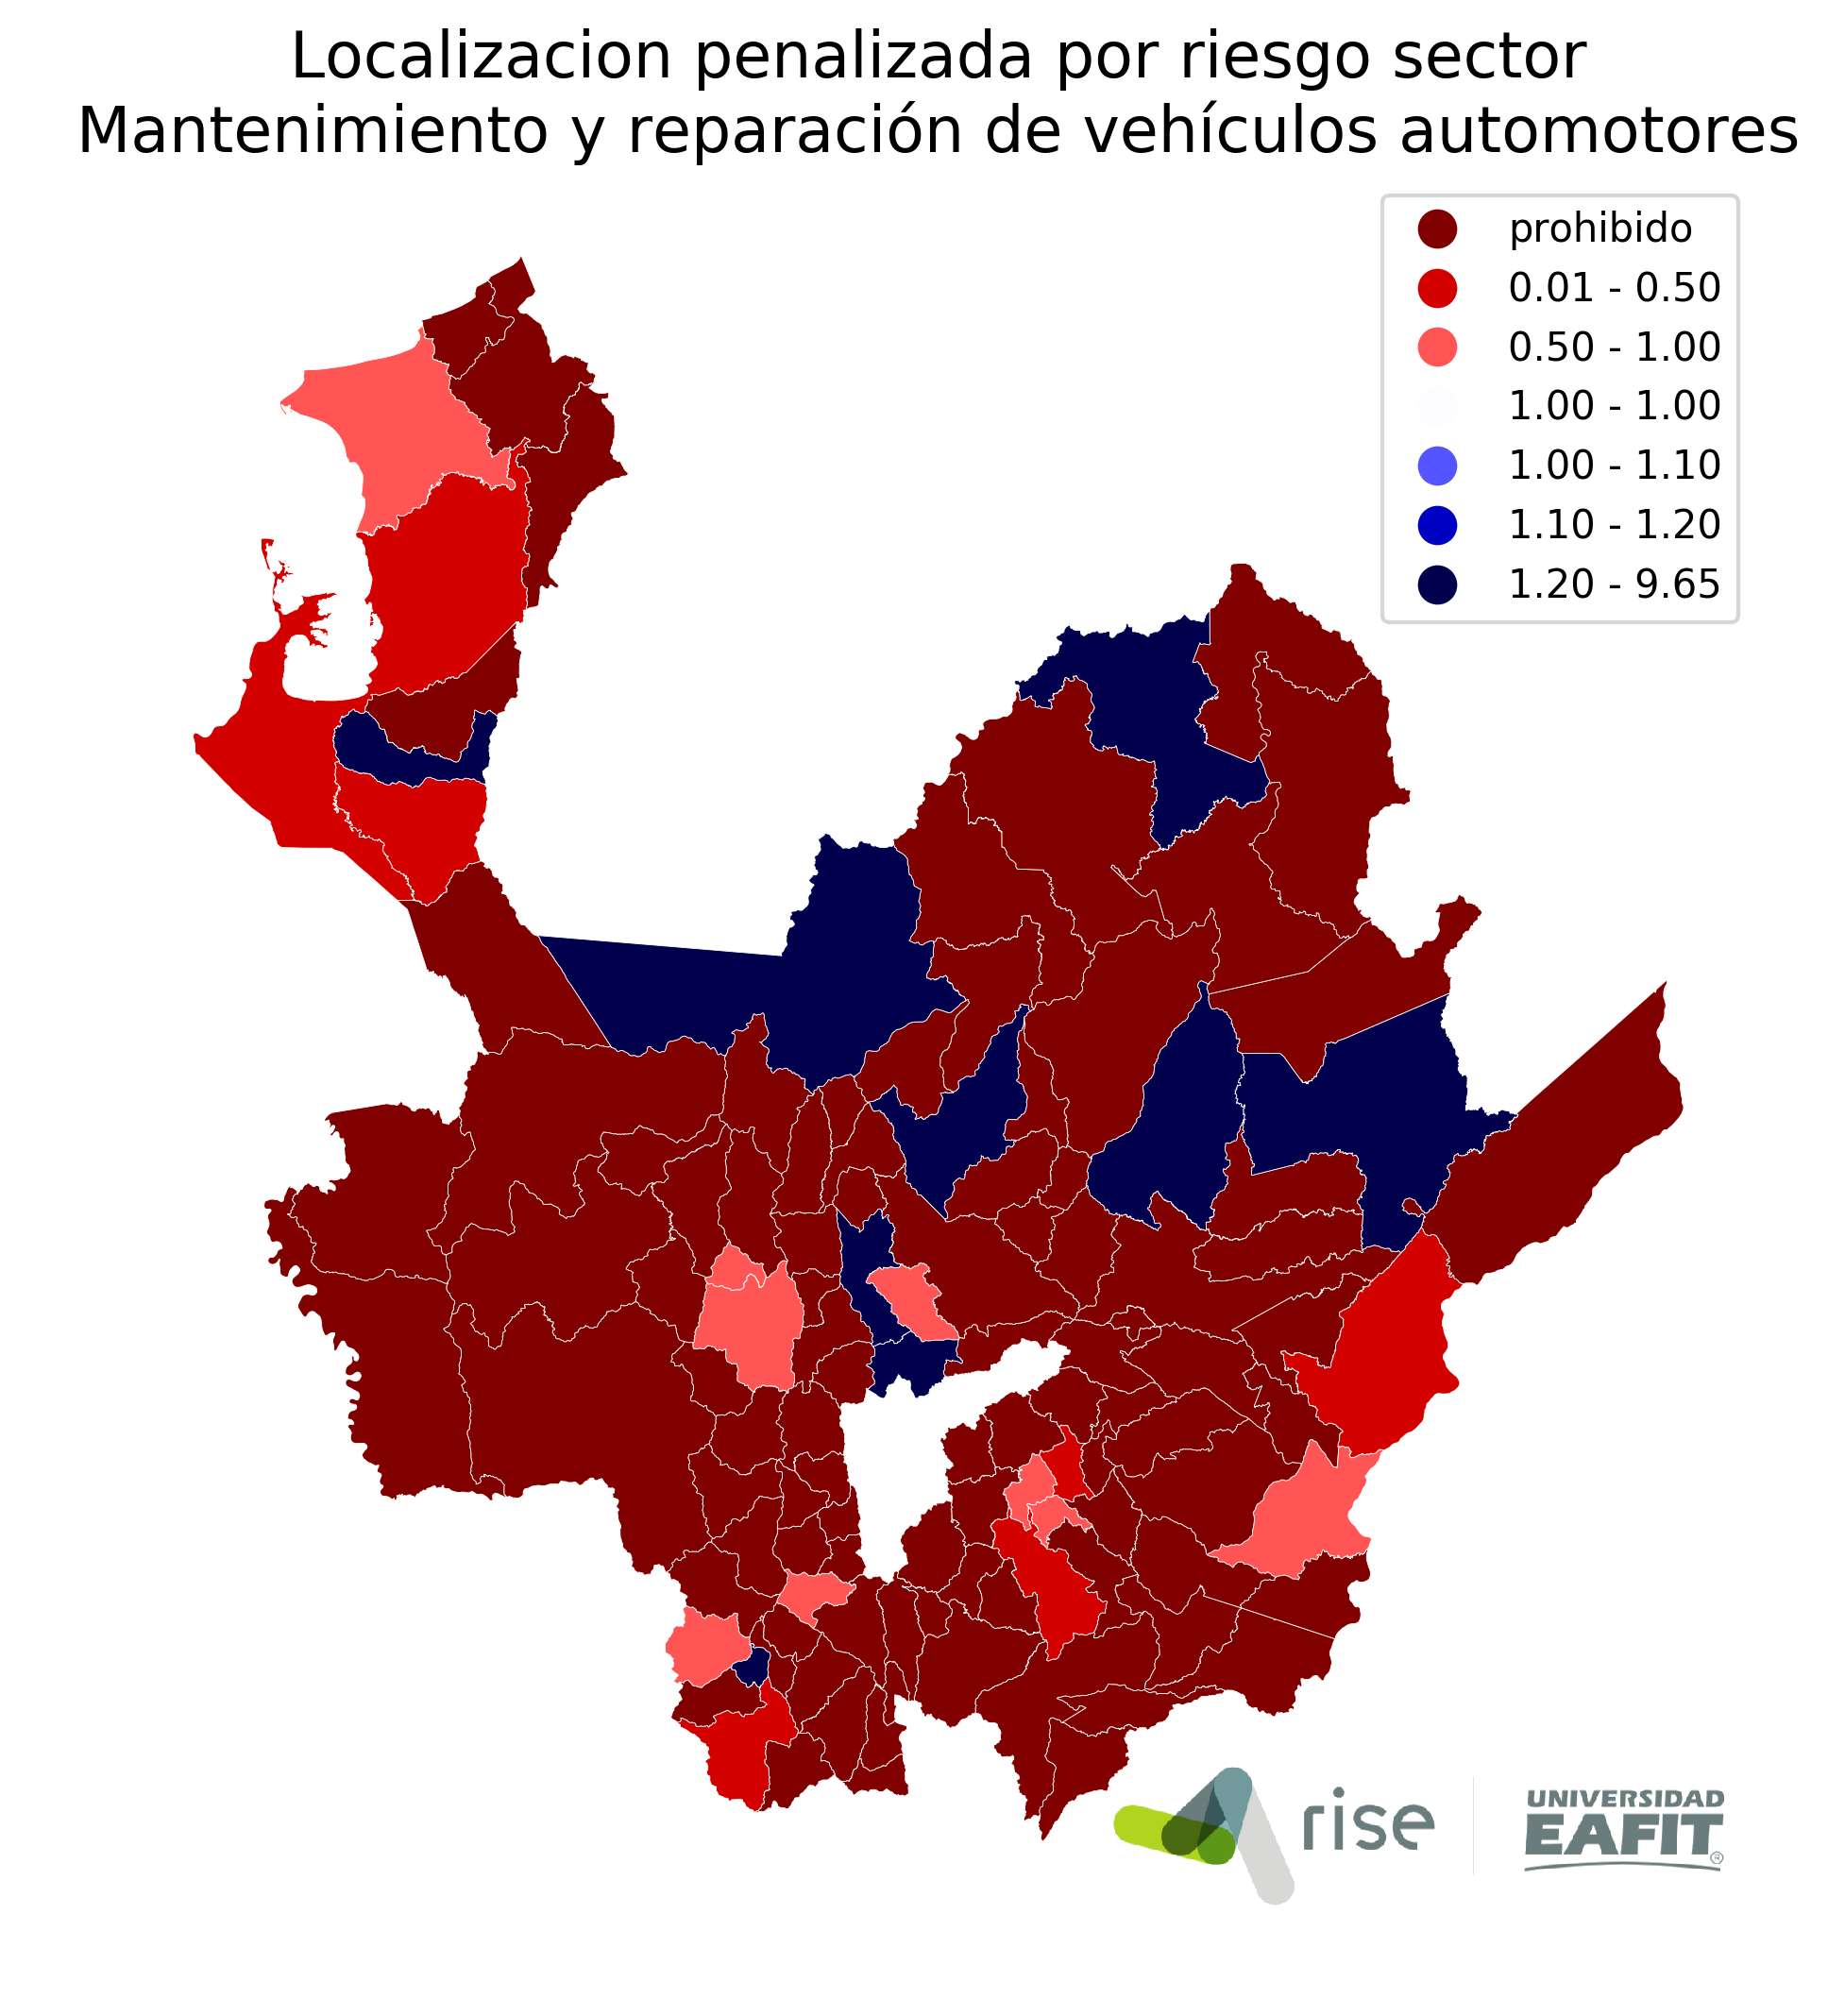 Localizacion penalizada por riesgo sector
Mantenimiento y reparación de vehículos automotores
prohibido
0.01 - 0.50
0.50 - 1.00
1.00 - 1.00
1.00 - 1.10
1.10 - 1.20
1.20 - 9.65
rise
UNIVERSIDAD
EAFIT®